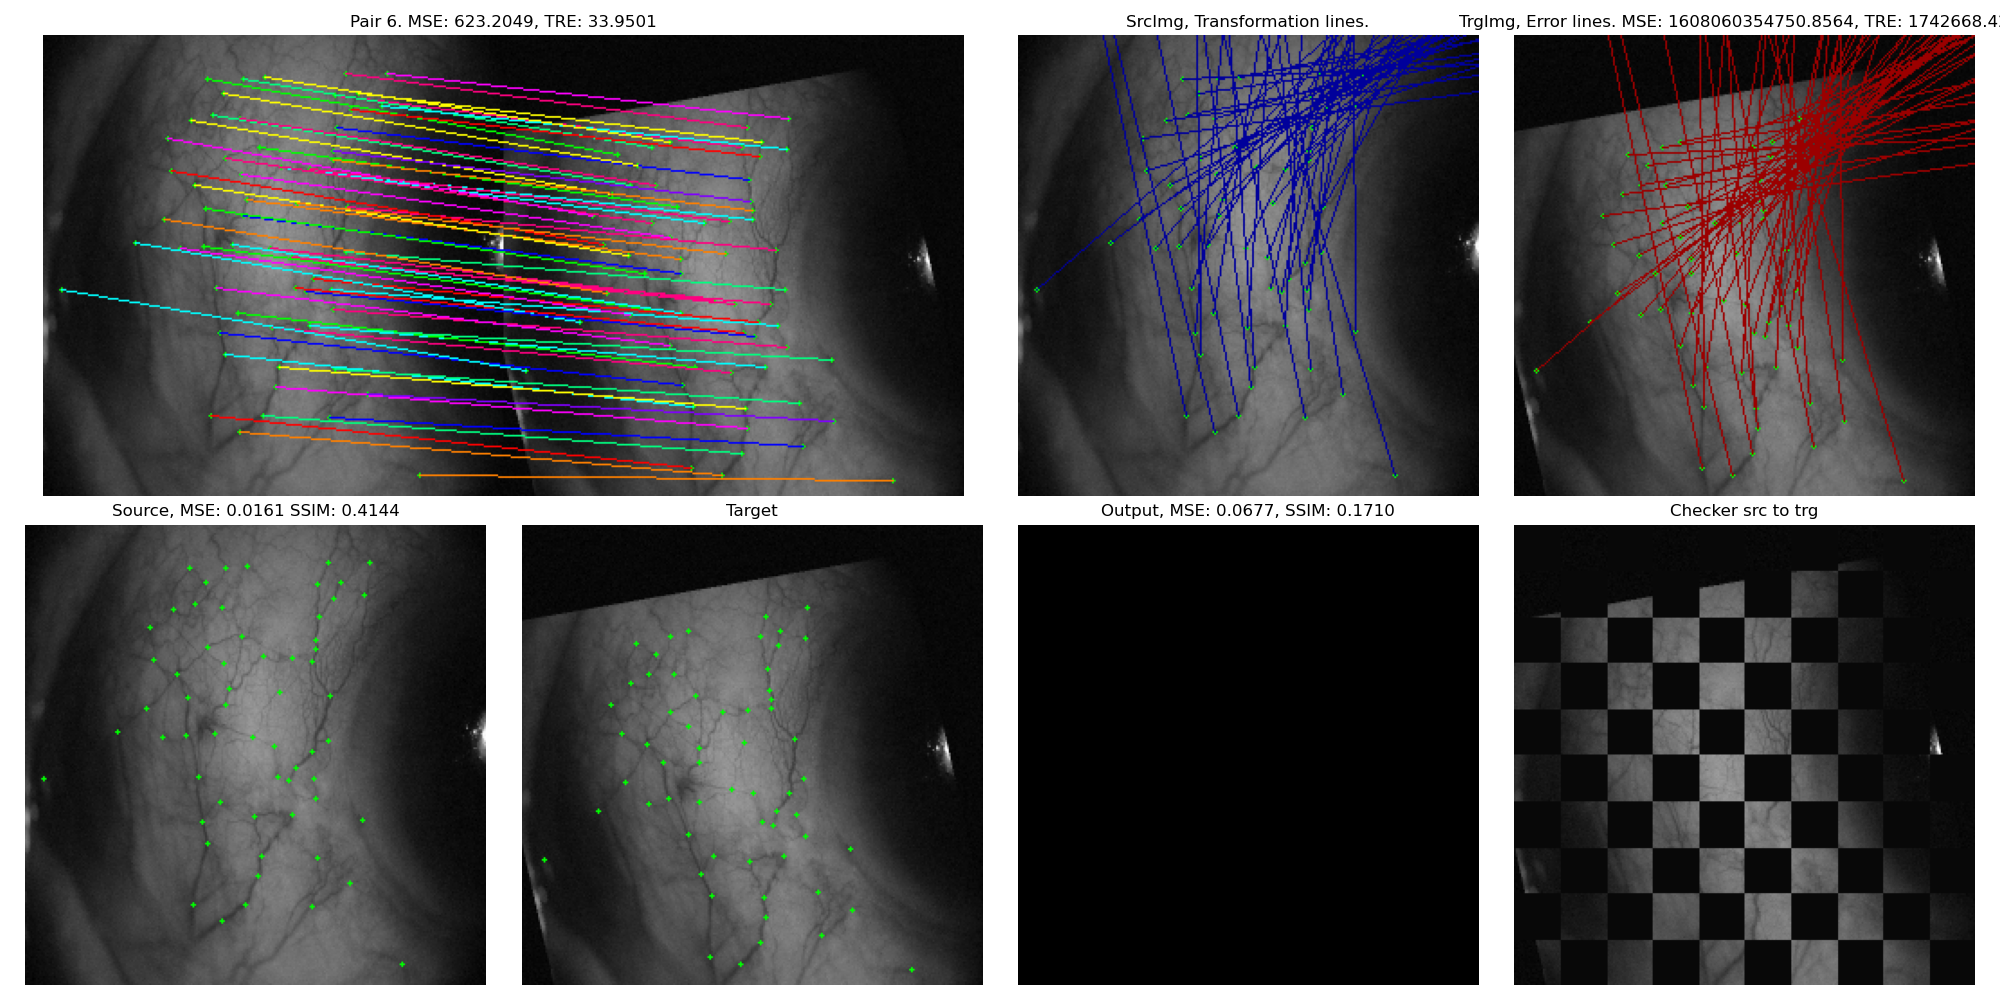 Pair 6. MSE: 623.2049, TRE: 33.9501
SrcImg, Transformation lines.
TrgImg, Error lines. MSE: 1608060354750.8564, TRE: 1742668.4
Source, MSE: 0.0161 SSIM: 0.4144
Target
Output, MSE: 0.0677, SSIM: 0.1710
Checker src to trg